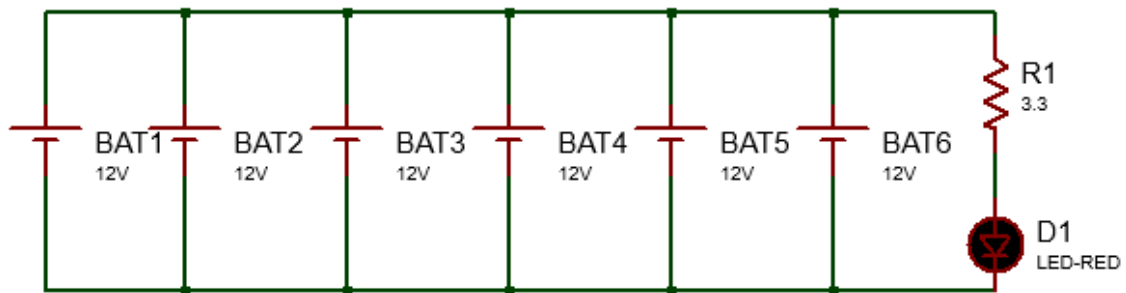 BAT1
12V
BAT2
12V
BAT3
12V
BAT4
12V
BAT5
12V
BAT6
12V
R1
3.3
D1
LED-RED